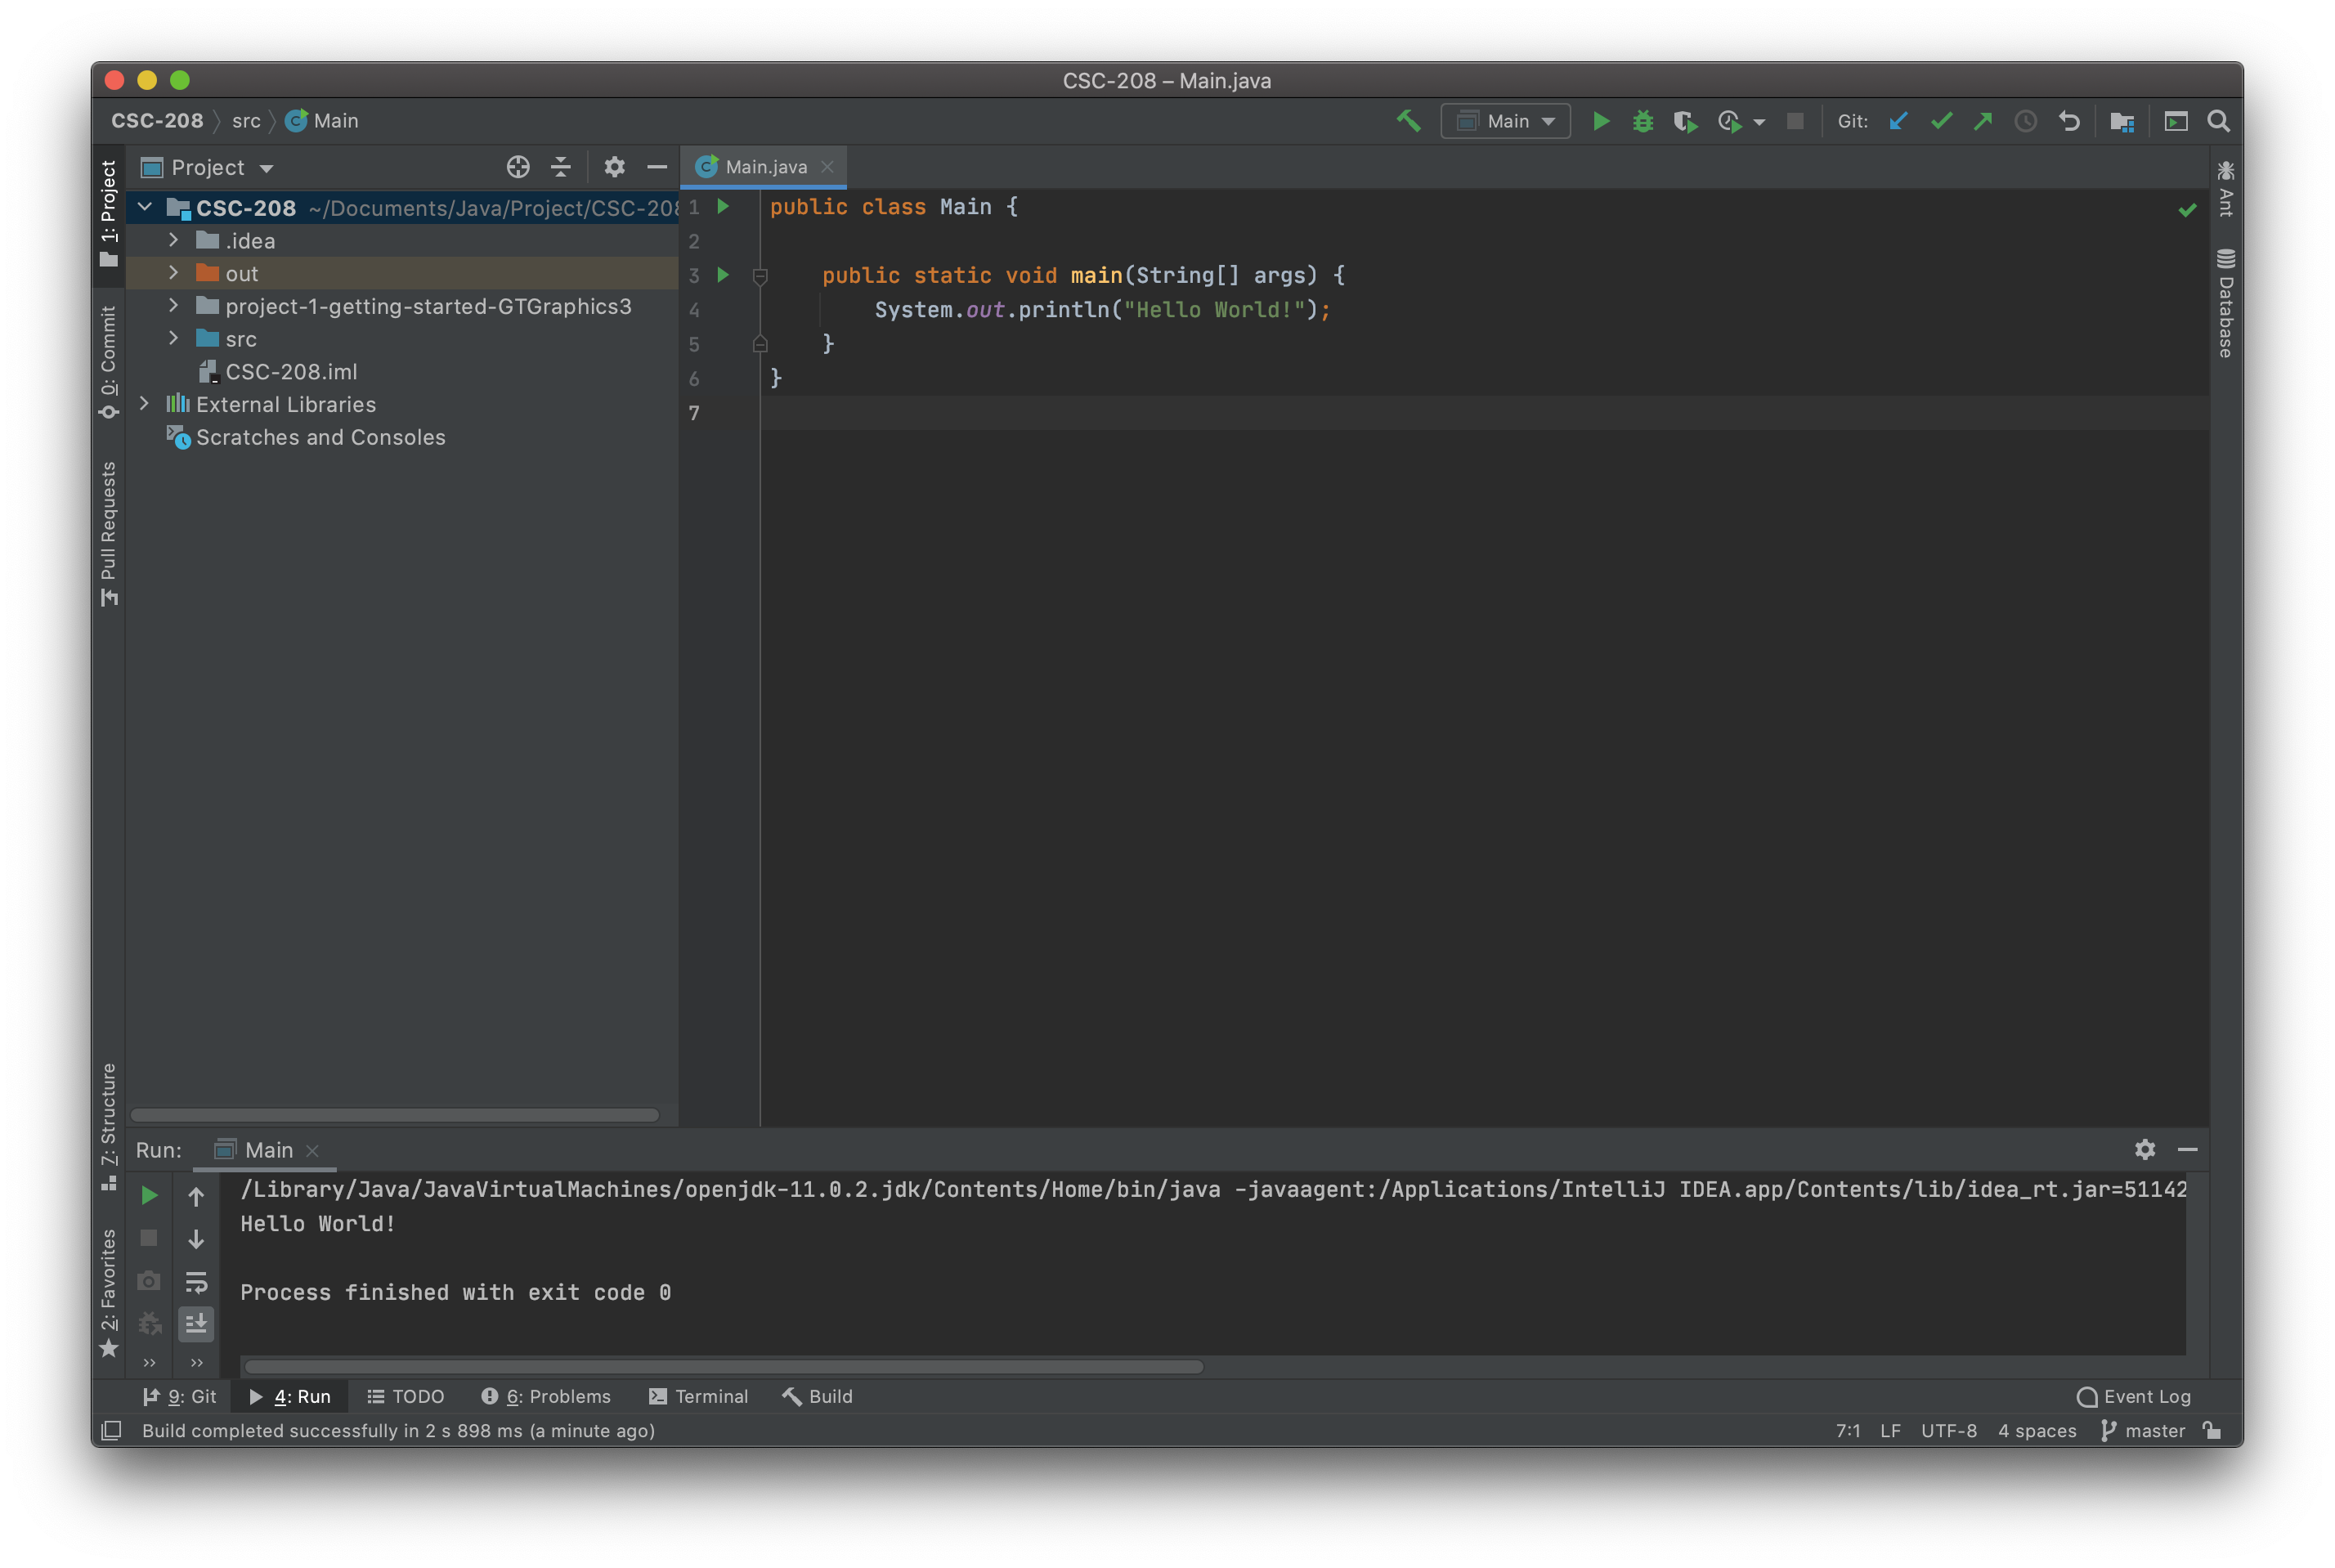 CSC-208 – Main.java
CSC-208 src Main
Main Git:
1: Project
0: Commit
Pull Requests
Z: Structure
2: Favorites
Project
CSC-208 ~/Documents/Java/Project/CSC-208
.idea
out
project-1-getting-started-GTGraphics3
src
CSC-208.iml
External Libraries
Scratches and Consoles
Main.java
1 public class Main {
2
3 public static void main(String[] args) {
4 System.out.println("Hello World!");
5 }
6 }
7
Ant
Database
Run: Main
/Library/Java/JavaVirtualMachines/openjdk-11.0.2.jdk/Contents/Home/bin/java -javaagent:/Applications/IntelliJ IDEA.app/Contents/lib/idea_rt.jar=51142
Hello World!
Process finished with exit code 0
9: Git 4: Run TODO 6: Problems Terminal Build Event Log
Build completed successfully in 2 s 898 ms (a minute ago) 7:1 LF UTF-8 4 spaces master